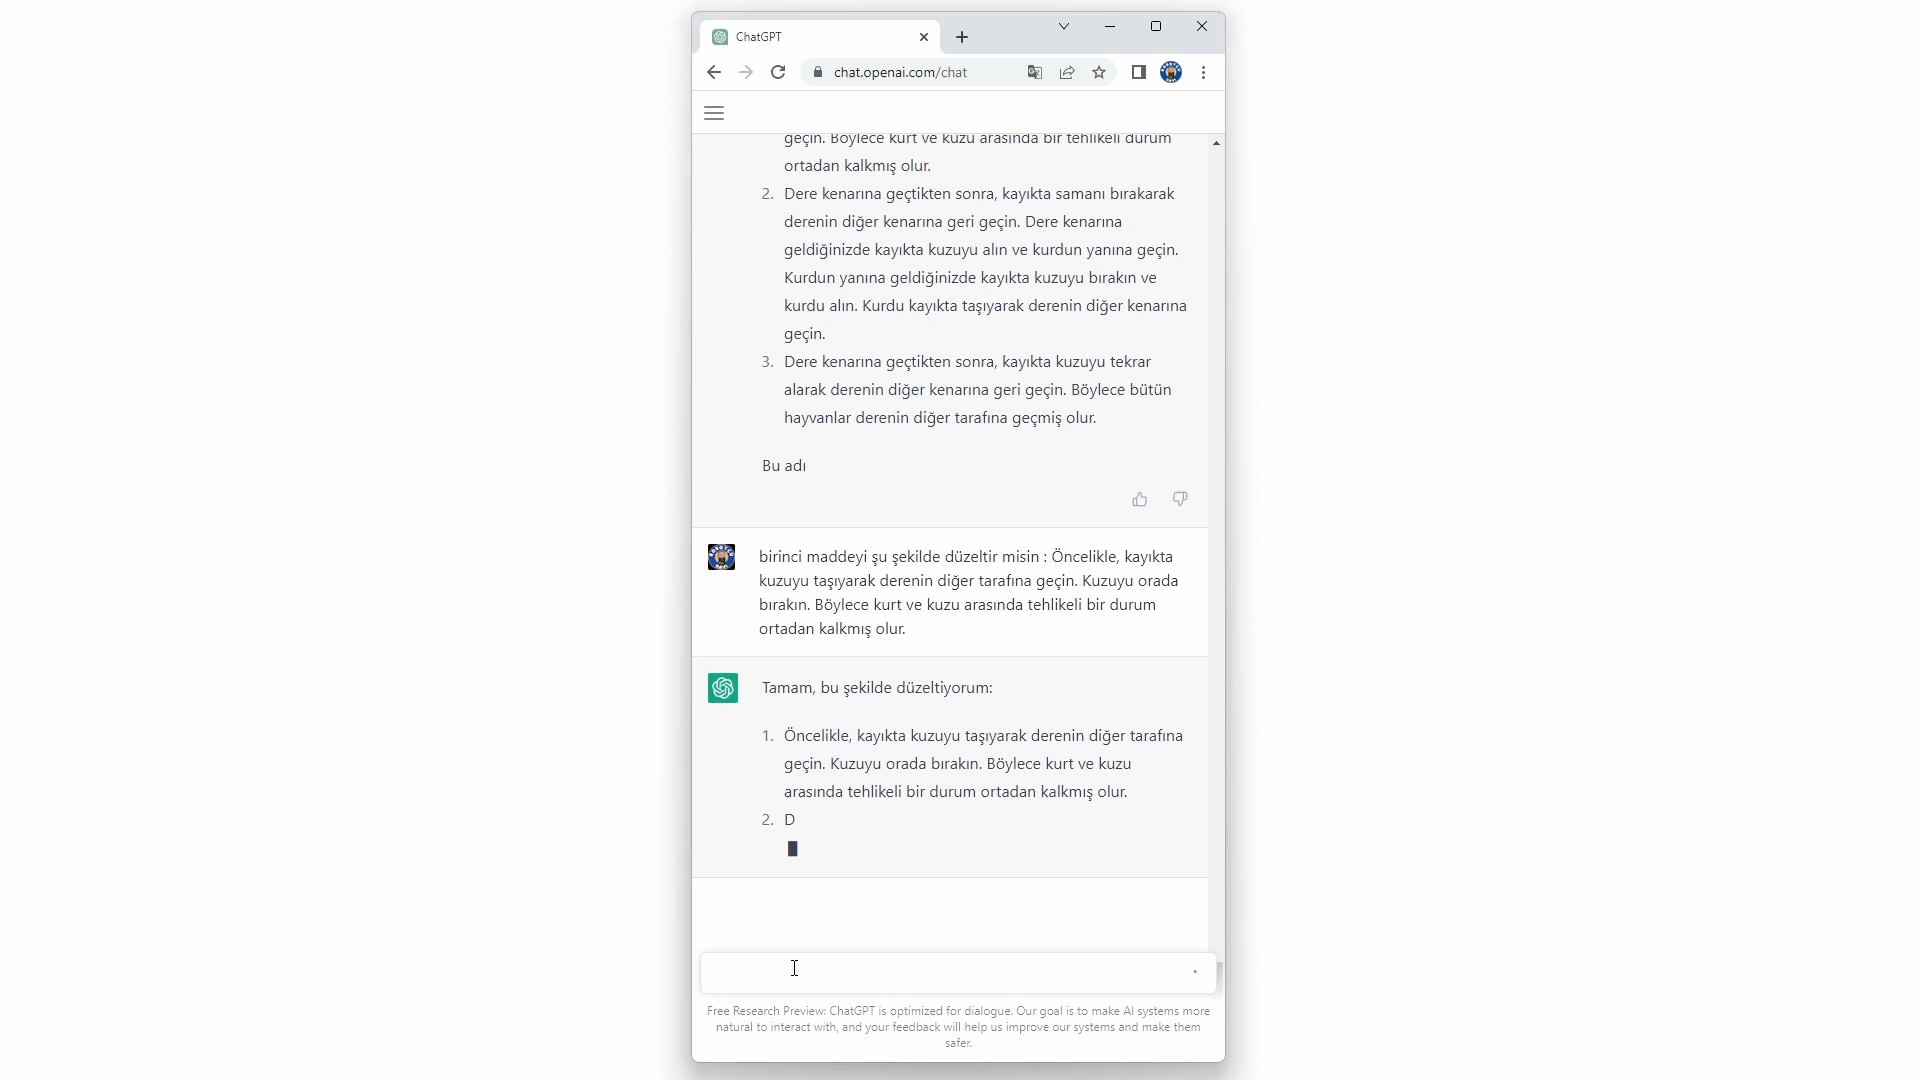 ChatGPT
chat.openai.com/chat
geçin. Böylece kurt ve kuzu arasında bir tehlikeli durum
ortadan kalkmış olur.
2. Dere kenarına geçtikten sonra, kayıkta samanı bırakarak
derenin diğer kenarına geri geçin. Dere kenarına
geldiğinizde kayıkta kuzuyu alın ve kurdun yanına geçin.
Kurdun yanına geldiğinizde kayıkta kuzuyu bırakın ve
kurdu alın. Kurdu kayıkta taşıyarak derenin diğer kenarına
geçin.
3. Dere kenarına geçtikten sonra, kayıkta kuzuyu tekrar
alarak derenin diğer kenarına geri geçin. Böylece bütün
hayvanlar derenin diğer tarafına geçmiş olur.
Bu adı
birinci maddeyi şu şekilde düzeltir misin : Öncelikle, kayıkta
kuzuyu taşıyarak derenin diğer tarafına geçin. Kuzuyu orada
bırakın. Böylece kurt ve kuzu arasında tehlikeli bir durum
ortadan kalkmış olur.
Tamam, bu şekilde düzeltiyorum:
1. Öncelikle, kayıkta kuzuyu taşıyarak derenin diğer tarafına
geçin. Kuzuyu orada bırakın. Böylece kurt ve kuzu
arasında tehlikeli bir durum ortadan kalkmış olur.
2. D
Free Research Preview: ChatGPT is optimized for dialogue. Our goal is to make AI systems more
natural to interact with, and your feedback will help us improve our systems and make them
safer.